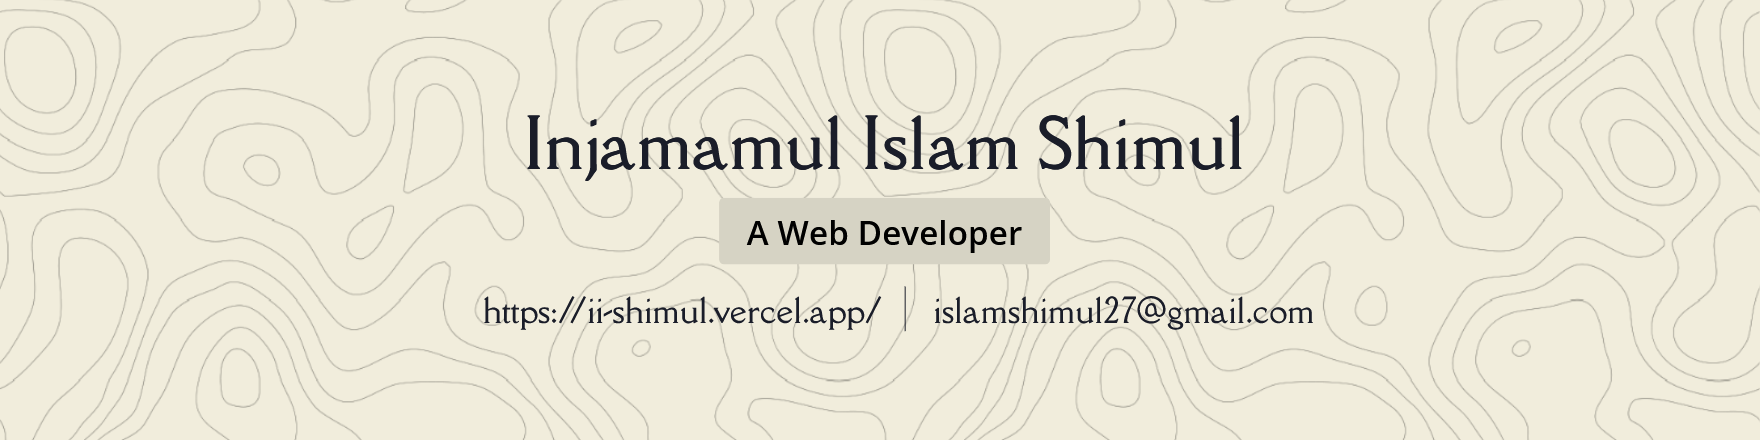 Injamamul Islam Shimul
A Web Developer
https://ii-shimul.vercel.app/ | islamshimul27@gmail.com